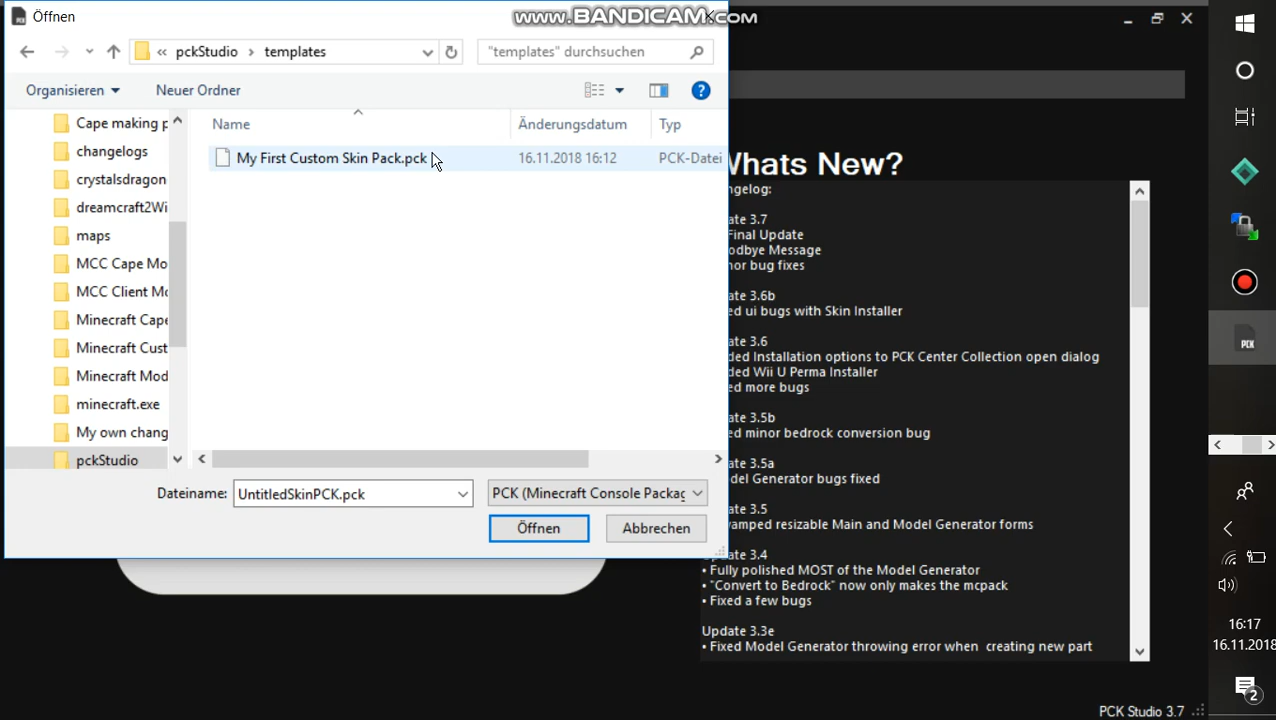 Öffnen
www.BANDICAM.COM
pckStudio
templates
"templates" durchsuchen
Organisieren
Neuer Ordner
Name
Änderungsdatum
Typ
My First Custom Skin Pack.pck
16.11.2018 16:12
PCK-Datei
Cape making p
changelogs
crystalsdragon
dreamcraft2Wi
maps
MCC Cape Mo
MCC Client Mo
Minecraft Cape
Minecraft Cust
Minecraft Mod
minecraft.exe
My own chang
pckStudio
Dateiname:
UntitledSkinPCK.pck
PCK (Minecraft Console Packag
Öffnen
Abbrechen
Whats New?
ngelog:
ate 3.7
Final Update
odbye Message
nor bug fixes
ate 3.6b
ed ui bugs with Skin Installer
ate 3.6
ded Installation options to PCK Center Collection open dialog
ded Wii U Perma Installer
ed more bugs
ate 3.5b
ed minor bedrock conversion bug
ate 3.5a
del Generator bugs fixed
ate 3.5
vamped resizable Main and Model Generator forms
Update 3.4
• Fully polished MOST of the Model Generator
• "Convert to Bedrock" now only makes the mcpack
• Fixed a few bugs
Update 3.3e
• Fixed Model Generator throwing error when creating new part
PCK Studio 3.7
PCK
16:17
16.11.2018
2